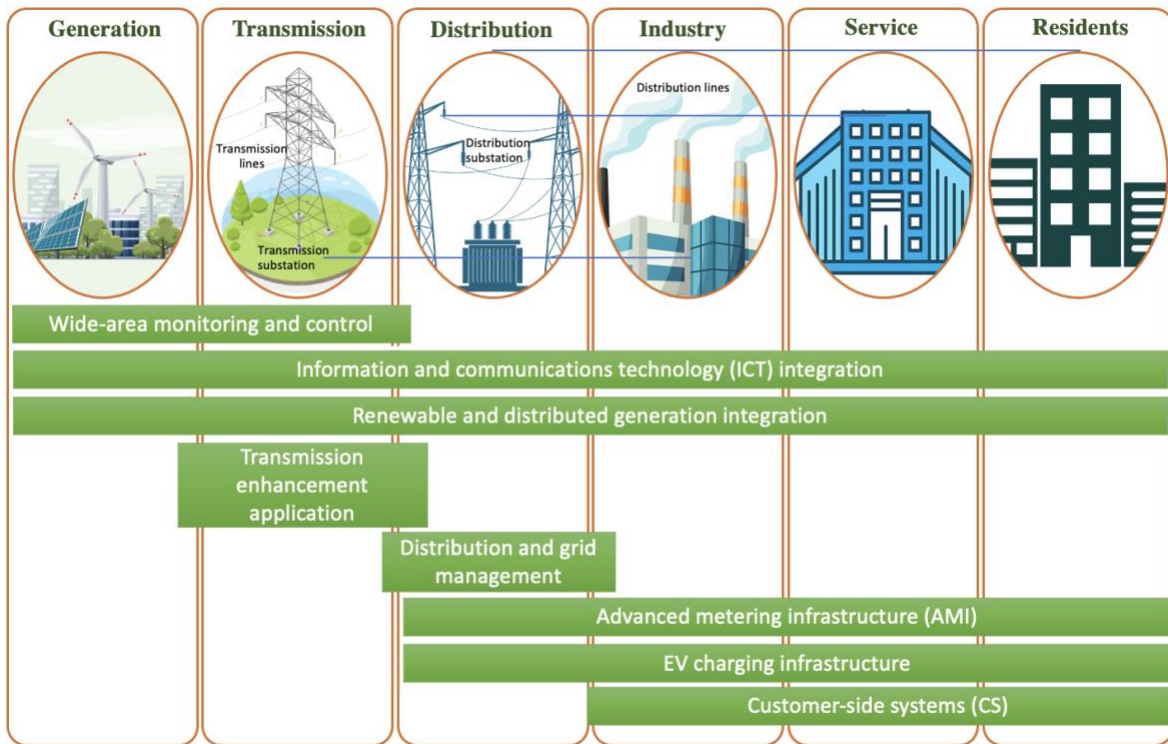 Generation
Transmission
Distribution
Industry
Service
Residents
Transmission
lines
Transmission
substation
Distribution
substation
Distribution lines
Wide-area monitoring and control
Information and communications technology (ICT) integration
Renewable and distributed generation integration
Transmission
enhancement
application
Distribution and grid
management
Advanced metering infrastructure (AMI)
EV charging infrastructure
Customer-side systems (CS)